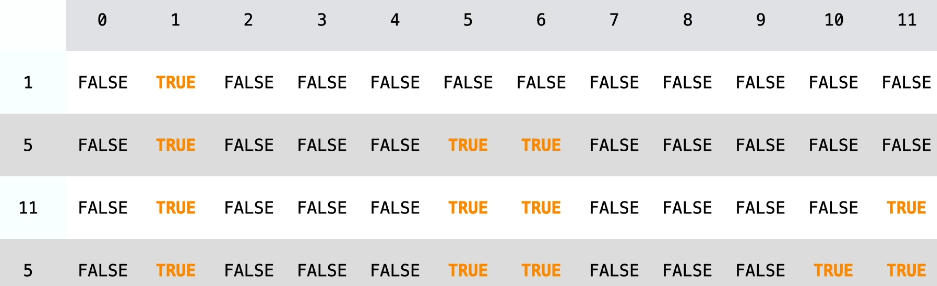 0 1 2 3 4 5 6 7 8 9 10 11
1 FALSE TRUE FALSE FALSE FALSE FALSE FALSE FALSE FALSE FALSE FALSE FALSE
5 FALSE TRUE FALSE FALSE FALSE TRUE TRUE FALSE FALSE FALSE FALSE FALSE
11 FALSE TRUE FALSE FALSE FALSE TRUE TRUE FALSE FALSE FALSE FALSE TRUE
5 FALSE TRUE FALSE FALSE FALSE TRUE TRUE FALSE FALSE FALSE TRUE TRUE